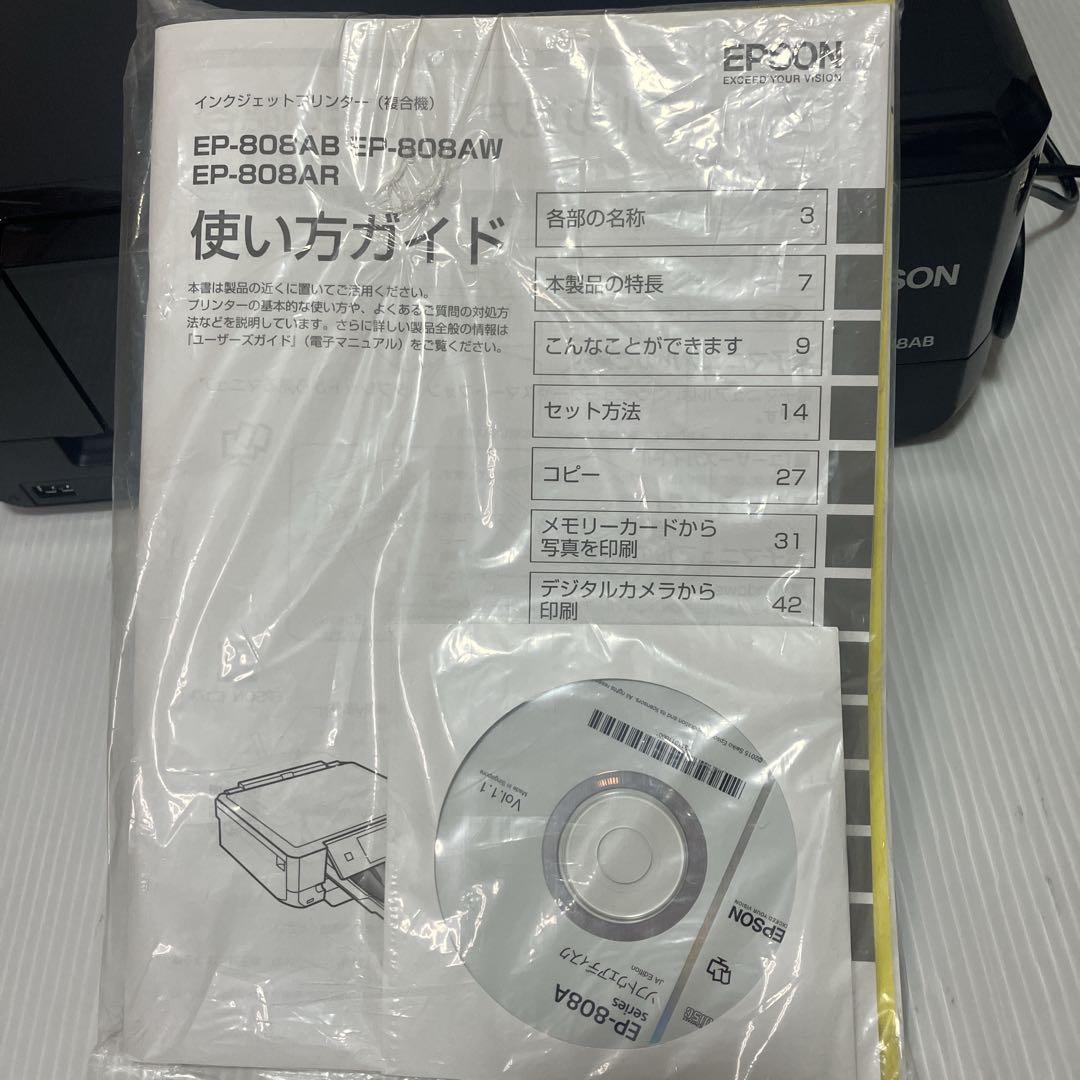 EPSON
EXCEED YOUR VISION
インクジェットプリンター（複合機）
EP-808AB EP-808AW
EP-808AR
使い方ガイド
本書は製品の近くに置いてご活用ください。
プリンターの基本的な使い方や、よくあるご質問の対処方
法などを説明しています。さらに詳しい製品全般の情報は
「ユーザーズガイド」（電子マニュアル）をご覧ください。
各部の名称 3
本製品の特長 7
こんなことができます 9
セット方法 14
コピー 27
メモリーカードから
写真を印刷 31
デジタルカメラから
印刷 42
SON
08AB
©2015 Seiko Epson
Vol.1.1
Made in Singapore
EPSON
EXCEED YOUR VISION
EP-808A
series
ソフトウェアディスク
JA Edition